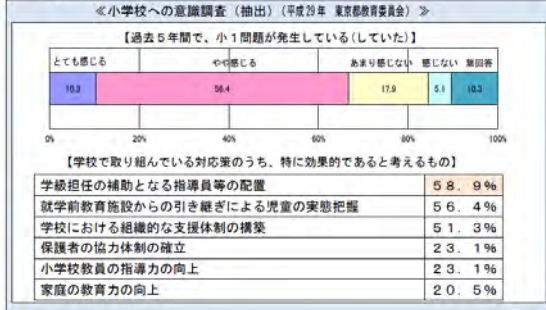 ≪小学校への意識調査(抽出)(平成29年 東京都教育委員会)≫
【過去5年間で、小1問題が発生している(していた)】
とても感じる やや感じる あまり感じない 感じない 無回答
10.3 56.4 17.9 5.1 10.3
0% 20% 40% 60% 80% 100%
【学校で取り組んでいる対応策のうち、特に効果的であると考えるもの】
学級担任の補助となる指導員等の配置 58.9%
就学前教育施設からの引き継ぎによる児童の実態把握 56.4%
学校における組織的な支援体制の構築 51.3%
保護者の協力体制の確立 23.1%
小学校教員の指導力の向上 23.1%
家庭の教育力の向上 20.5%